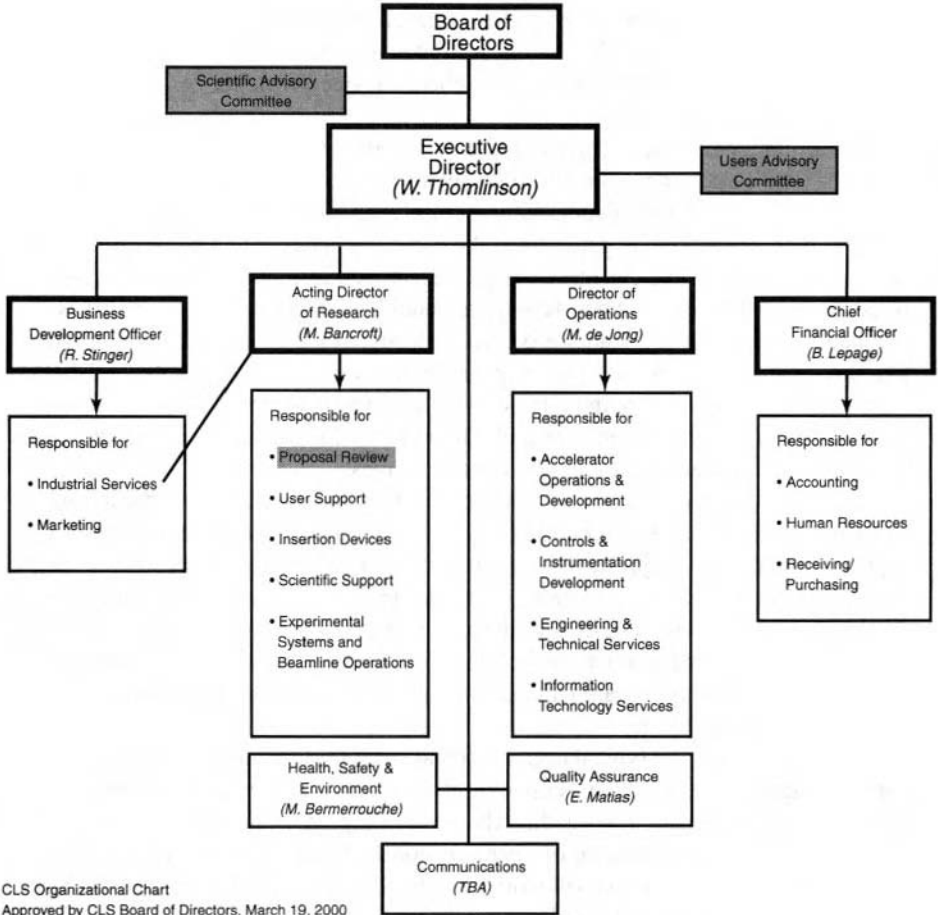 Board of
Directors
Scientific Advisory
Committee
Executive
Director
(W. Thomlinson)
Users Advisory
Committee
Business
Development Officer
(R. Stinger)
Acting Director
of Research
(M. Bancroft)
Director of
Operations
(M. de Jong)
Chief
Financial Officer
(B. Lepage)
Responsible for
• Industrial Services
• Marketing
Responsible for
• Proposal Review
• User Support
• Insertion Devices
• Scientific Support
• Experimental
Systems and
Beamline Operations
Responsible for
• Accelerator
Operations &
Development
• Controls &
Instrumentation
Development
• Engineering &
Technical Services
• Information
Technology Services
Responsible for
• Accounting
• Human Resources
• Receiving/
Purchasing
Health, Safety &
Environment
(M. Bermerrouche)
Quality Assurance
(E. Matias)
Communications
(TBA)
CLS Organizational Chart
Approved by CLS Board of Directors, March 19, 2000